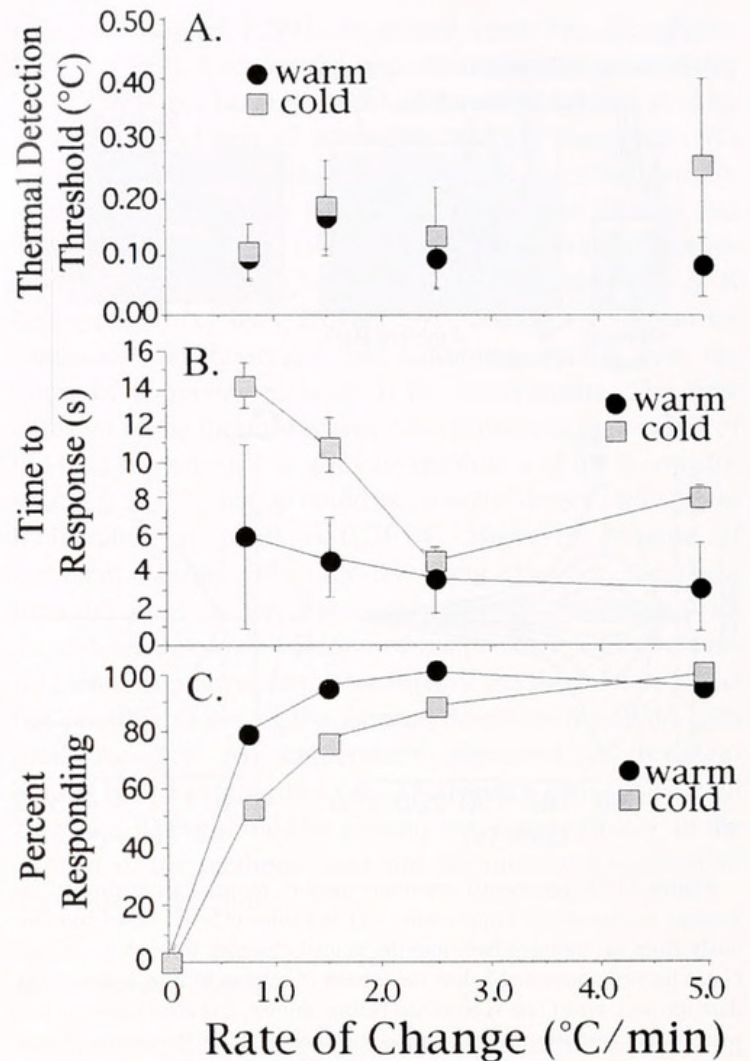 A.
Thermal Detection
Threshold (°C)
0.50
0.40
0.30
0.20
0.10
0.00
warm
cold
B.
Time to
Response (s)
16
14
12
10
8
6
4
2
0
warm
cold
C.
Percent
Responding
100
80
60
40
20
0
warm
cold
0
1.0
2.0
3.0
4.0
5.0
Rate of Change (°C/min)